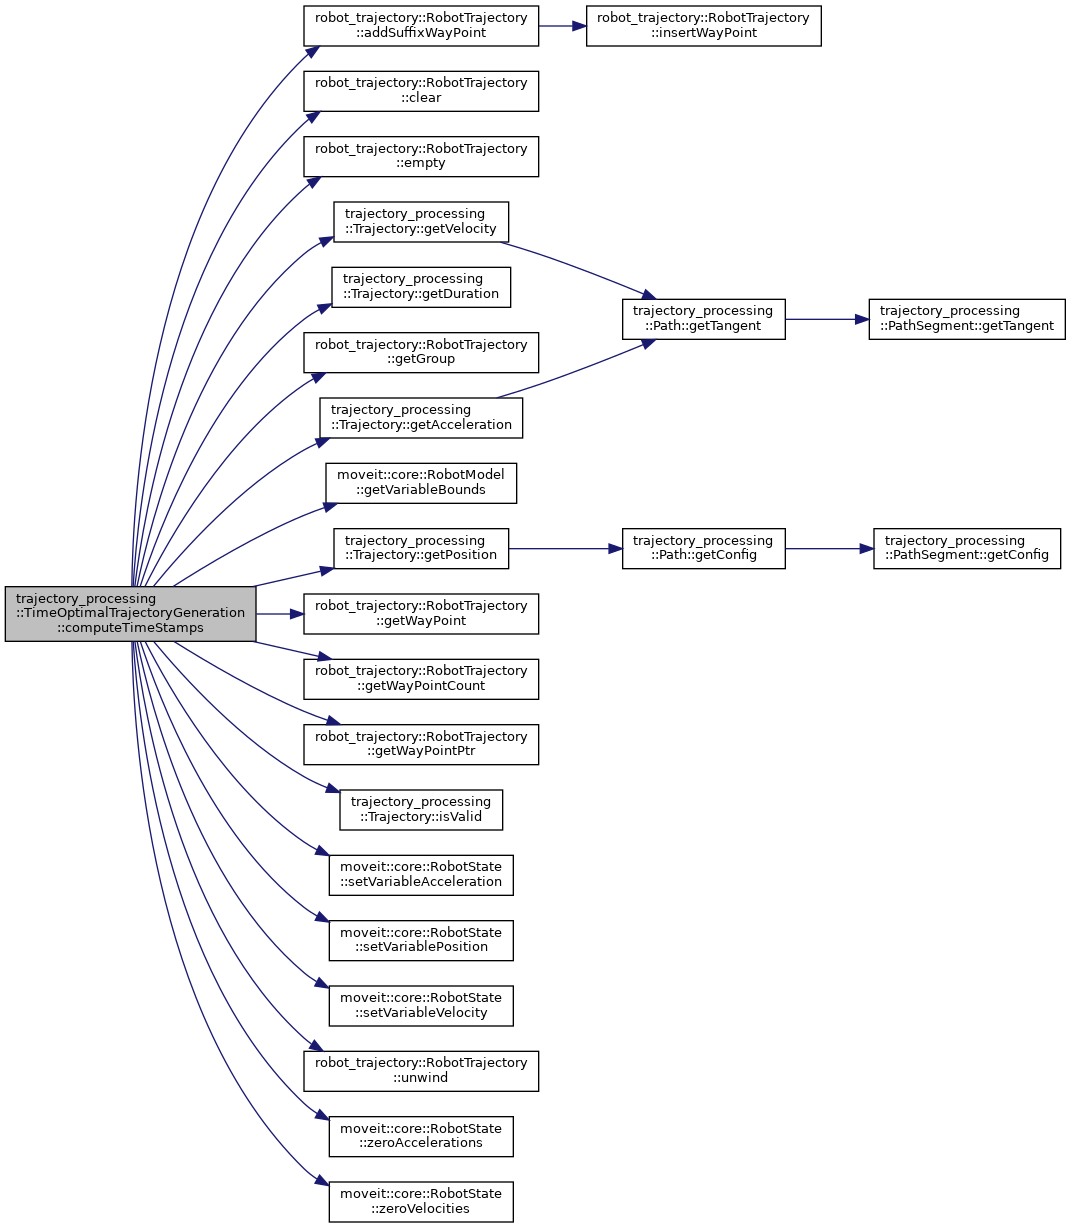 robot_trajectory::RobotTrajectory
::addSuffixWayPoint
robot_trajectory::RobotTrajectory
::insertWayPoint
robot_trajectory::RobotTrajectory
::clear
robot_trajectory::RobotTrajectory
::empty
trajectory_processing
::Trajectory::getVelocity
trajectory_processing
::Trajectory::getDuration
trajectory_processing
::Path::getTangent
trajectory_processing
::PathSegment::getTangent
robot_trajectory::RobotTrajectory
::getGroup
trajectory_processing
::Trajectory::getAcceleration
moveit::core::RobotModel
::getVariableBounds
trajectory_processing
::Trajectory::getPosition
trajectory_processing
::Path::getConfig
trajectory_processing
::PathSegment::getConfig
trajectory_processing
::TimeOptimalTrajectoryGeneration
::computeTimeStamps
robot_trajectory::RobotTrajectory
::getWayPoint
robot_trajectory::RobotTrajectory
::getWayPointCount
robot_trajectory::RobotTrajectory
::getWayPointPtr
trajectory_processing
::Trajectory::isValid
moveit::core::RobotState
::setVariableAcceleration
moveit::core::RobotState
::setVariablePosition
moveit::core::RobotState
::setVariableVelocity
robot_trajectory::RobotTrajectory
::unwind
moveit::core::RobotState
::zeroAccelerations
moveit::core::RobotState
::zeroVelocities